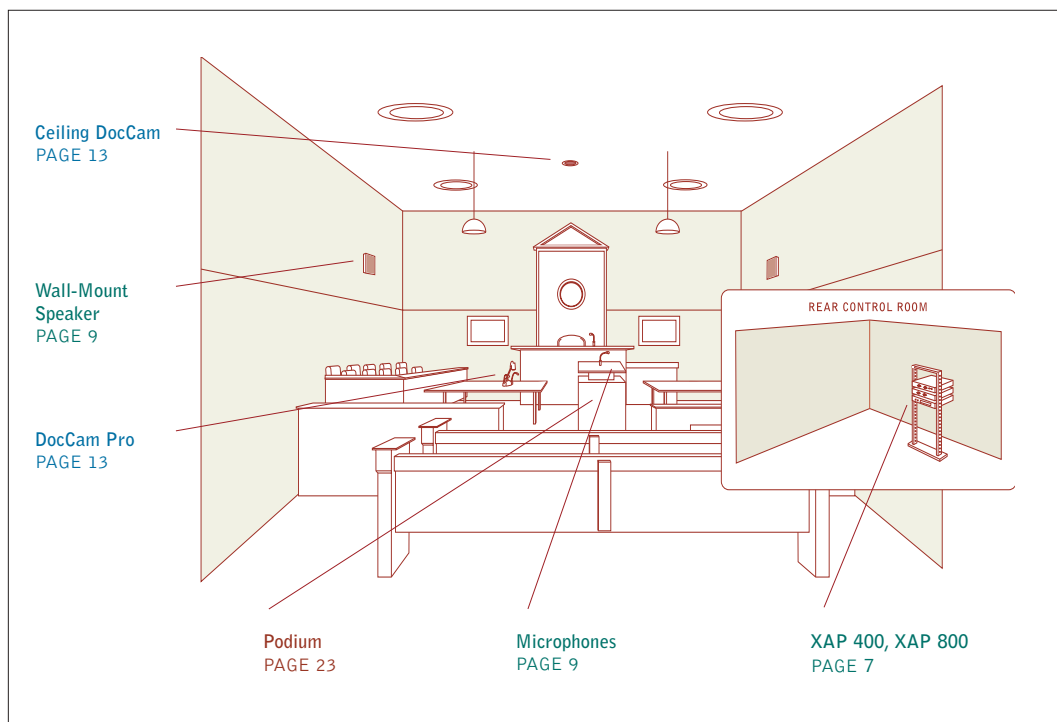 Ceiling DocCam
PAGE 13
Wall-Mount
Speaker
PAGE 9
REAR CONTROL ROOM
DocCam Pro
PAGE 13
Podium
PAGE 23
Microphones
PAGE 9
XAP 400, XAP 800
PAGE 7